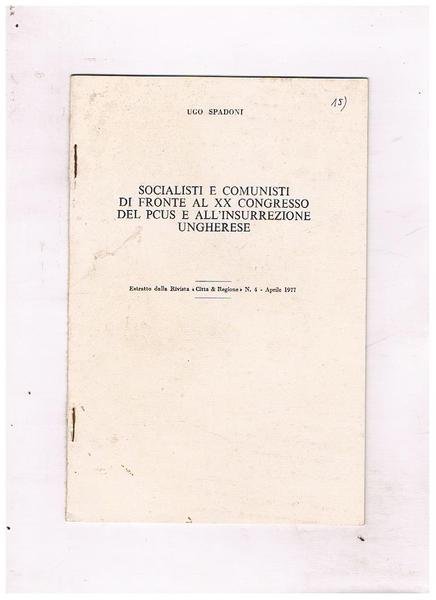 15)
UGO SPADONI
SOCIALISTI E COMUNISTI
DI FRONTE AL XX CONGRESSO
DEL PCUS E ALL'INSURREZIONE
UNGHERESE
Estratto dalla Rivista «Città & Regione» N. 4 - Aprile 1977